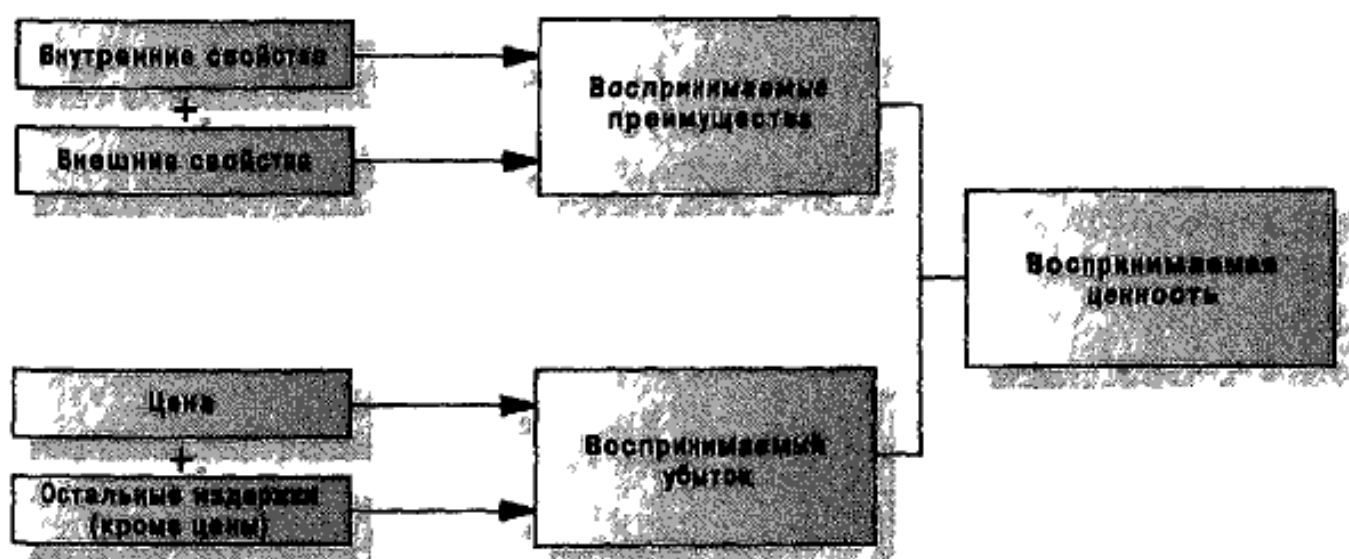 Внутренние свойства
+
Внешние свойства
Воспринимаемые
преимущества
Цена
+
Остальные издержки
(кроме цены)
Воспринимаемый
убыток
Воспринимаемая
ценность